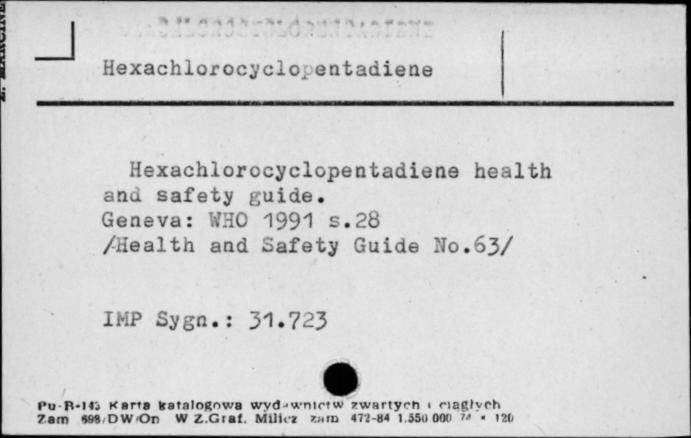 Hexachlorocyclopentadiene
Hexachlorocyclopentadiene health
and safety guide.
Geneva: WHO 1991 s.28
/Health and Safety Guide No.63/
IMP Sygn.: 31.723
Pu-R-143 Karta katalogowa wydawnictw zwartych i ciągłych
Zam 698/DW/On W Z.Graf. Milicz zam 472-84 1.550 000 74 × 120